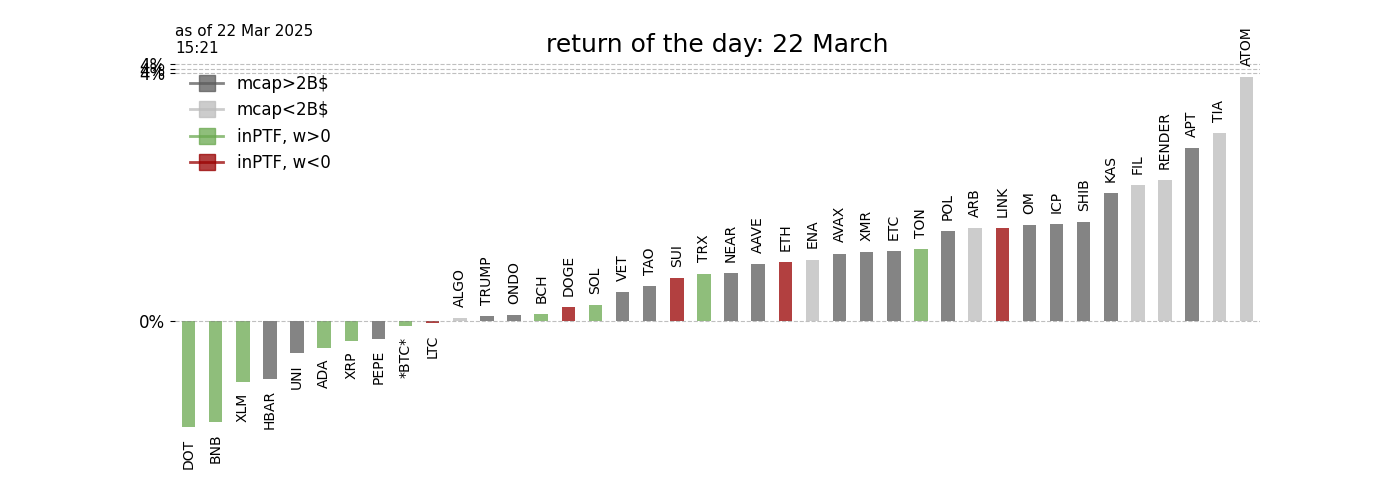 as of 22 Mar 2025
15:21
return of the day: 22 March
4%
4%
4%
0%
mcap>2B$
mcap<2B$
inPTF, w>0
inPTF, w<0
DOT
BNB
XLM
HBAR
UNI
ADA
XRP
PEPE
*BTC*
LTC
ALGO
TRUMP
ONDO
BCH
DOGE
SOL
VET
TAO
SUI
TRX
NEAR
AAVE
ETH
ENA
AVAX
XMR
ETC
TON
POL
ARB
LINK
OM
ICP
SHIB
KAS
FIL
RENDER
APT
TIA
ATOM